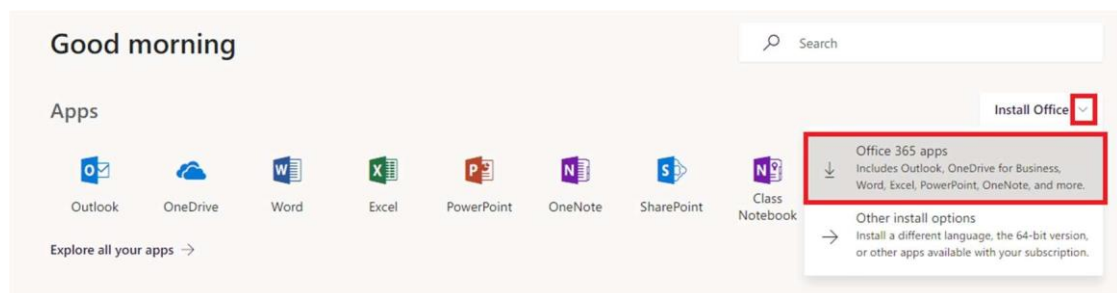 Good morning
Search
Apps
Install Office
Outlook
OneDrive
Word
Excel
PowerPoint
OneNote
SharePoint
Class
Notebook
Office 365 apps
Includes Outlook, OneDrive for Business,
Word, Excel, PowerPoint, OneNote, and more.
Other install options
Install a different language, the 64-bit version,
or other apps available with your subscription.
Explore all your apps →